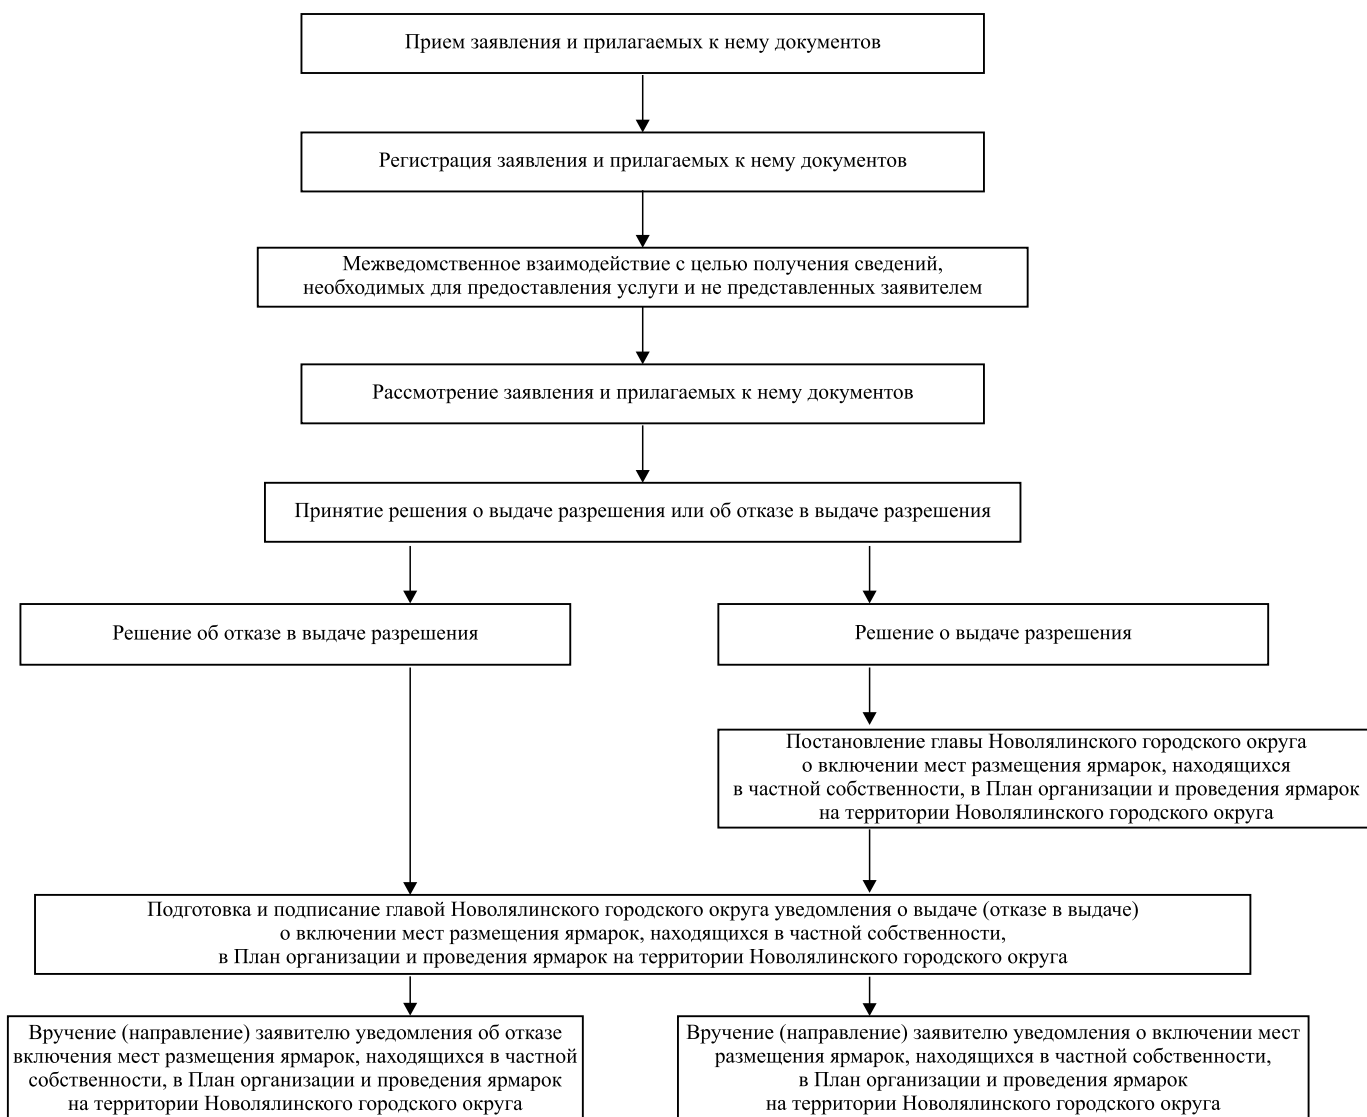 Прием заявления и прилагаемых к нему документов
Регистрация заявления и прилагаемых к нему документов
Межведомственное взаимодействие с целью получения сведений,
необходимых для предоставления услуги и не представленных заявителем
Рассмотрение заявления и прилагаемых к нему документов
Принятие решения о выдаче разрешения или об отказе в выдаче разрешения
Решение об отказе в выдаче разрешения
Решение о выдаче разрешения
Постановление главы Новолялинского городского округа
о включении мест размещения ярмарок, находящихся
в частной собственности, в План организации и проведения ярмарок
на территории Новолялинского городского округа
Подготовка и подписание главой Новолялинского городского округа уведомления о выдаче (отказе в выдаче)
о включении мест размещения ярмарок, находящихся в частной собственности,
в План организации и проведения ярмарок на территории Новолялинского городского округа
Вручение (направление) заявителю уведомления об отказе
включения мест размещения ярмарок, находящихся в частной
собственности, в План организации и проведения ярмарок
на территории Новолялинского городского округа
Вручение (направление) заявителю уведомления о включении мест
размещения ярмарок, находящихся в частной собственности,
в План организации и проведения ярмарок
на территории Новолялинского городского округа